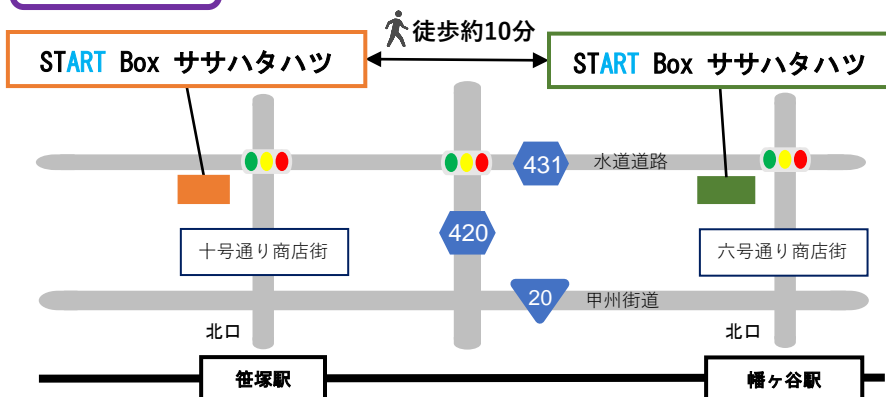 徒歩約10分
START Box ササハタハツ
START Box ササハタハツ
431
水道道路
420
十号通り商店街
六号通り商店街
20
甲州街道
北口
北口
笹塚駅
幡ヶ谷駅